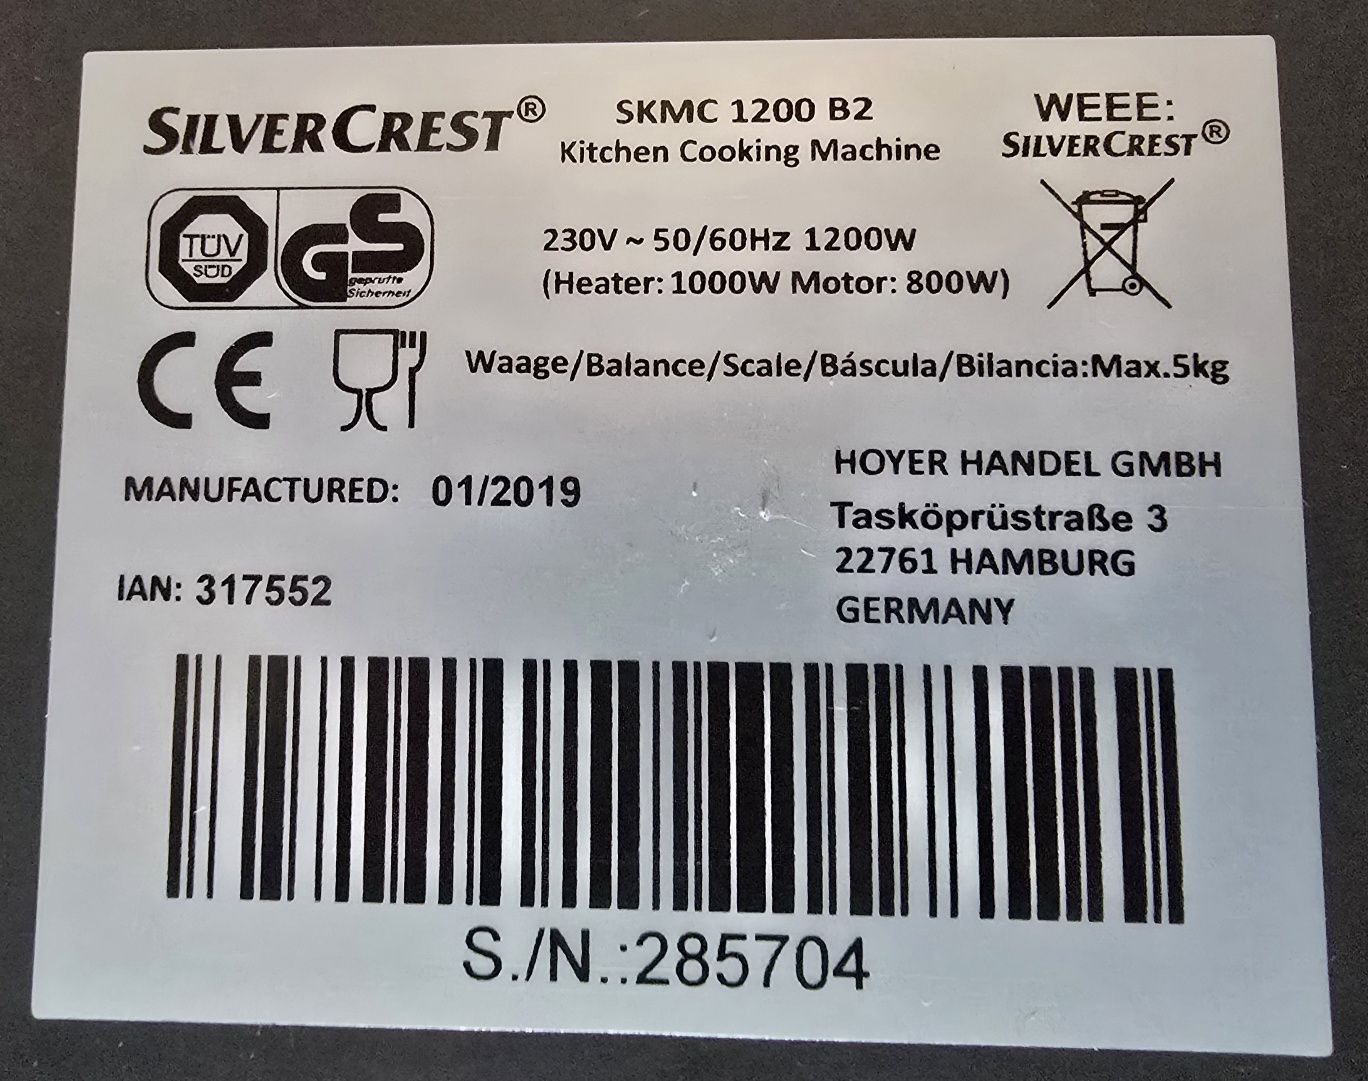 SILVERCREST®
SKMC 1200 B2
Kitchen Cooking Machine
WEEE:
SILVERCREST®
TÜV
SÜD
GS
geprüfte
Sicherheit
230V ~ 50/60Hz 1200W
(Heater: 1000W Motor: 800W)
CE
Waage/Balance/Scale/Báscula/Bilancia:Max.5kg
MANUFACTURED: 01/2019
HOYER HANDEL GMBH
Tasköprüstraße 3
22761 HAMBURG
GERMANY
IAN: 317552
S./N.:285704